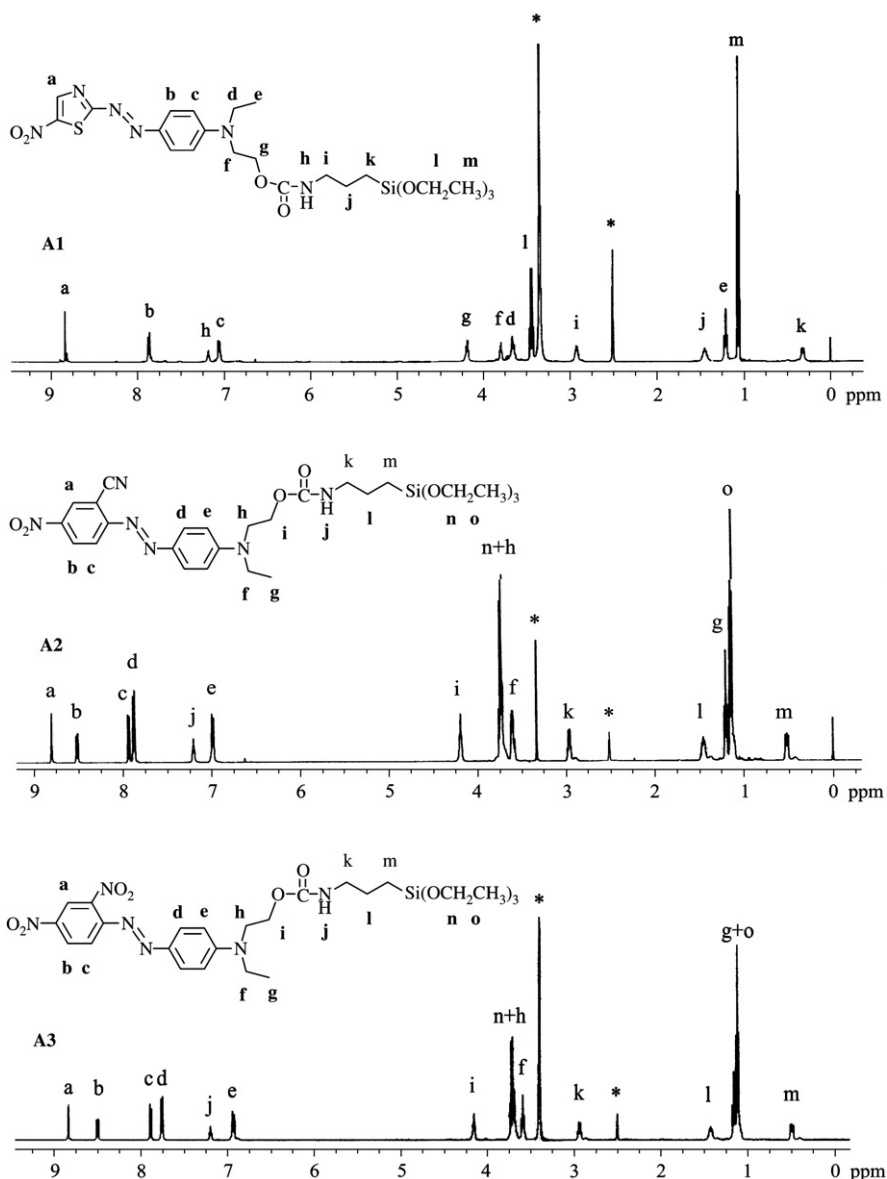 *
m
a
N
b
c
d
e
O₂N
S
N
N
N
g
h
i
k
l
m
f
O
N
H
Si(OCH₂CH₃)₃
O
j
A1
l
*
a
b
h
c
g
f
d
i
j
e
k
9
8
7
6
5
4
3
2
1
0
ppm
a
CN
O
k
m
O
N
H
Si(OCH₂CH₃)₃
d
e
h
i
j
l
n
o
O₂N
N
N
N
b
c
f
g
A2
a
b
c
d
j
e
i
n+h
f
*
k
*
l
g
o
m
9
8
7
6
5
4
3
2
1
0
ppm
a
NO₂
O
k
m
O
N
H
Si(OCH₂CH₃)₃
d
e
h
i
j
l
n
o
O₂N
N
N
N
b
c
f
g
A3
a
b
c
d
j
e
i
n+h
f
*
k
*
l
g+o
m
9
8
7
6
5
4
3
2
1
0
ppm